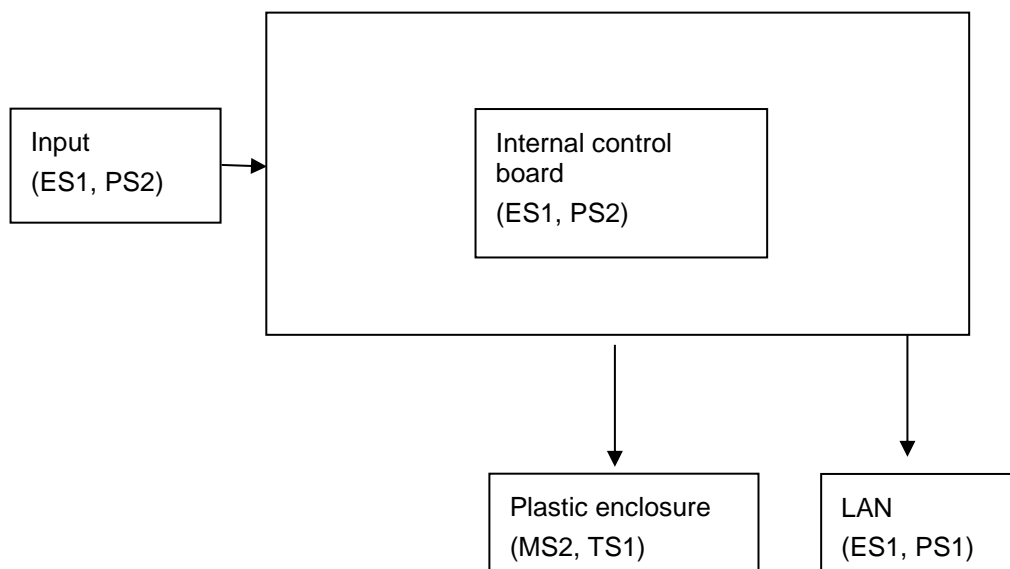 Input
(ES1, PS2)
Internal control
board
(ES1, PS2)
Plastic enclosure
(MS2, TS1)
LAN
(ES1, PS1)